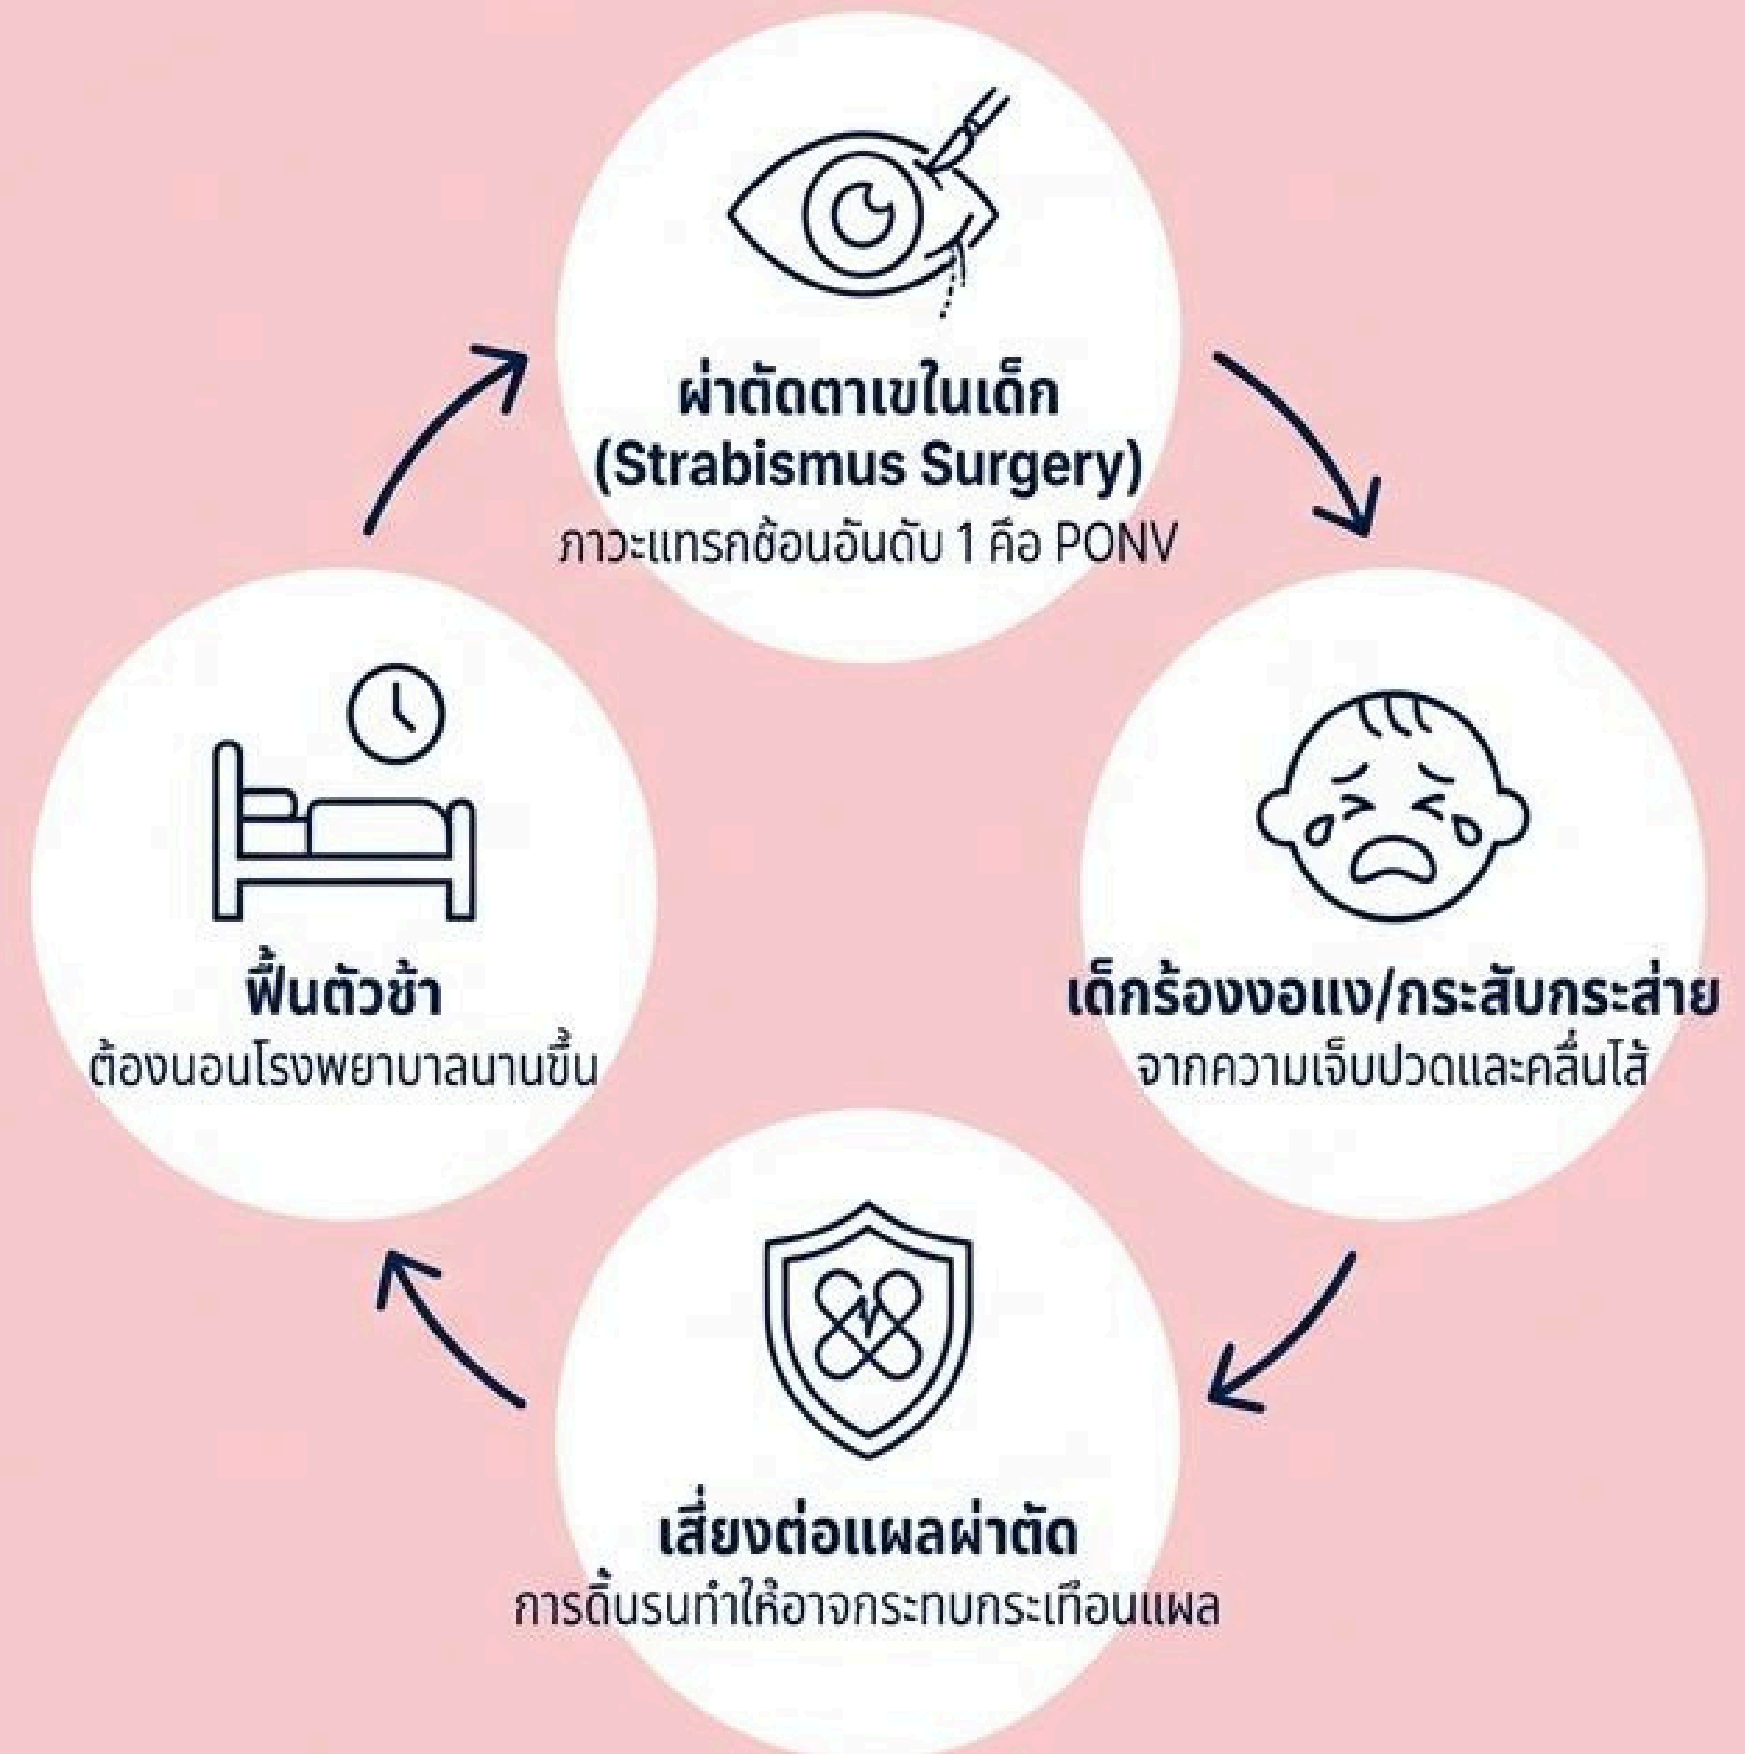 ผ่าตัดตาเขในเด็ก
(Strabismus Surgery)
ภาวะแทรกซ้อนอันดับ 1 คือ PONV
เด็กร้องงอแง/กระสับกระส่าย
จากความเจ็บปวดและคลื่นไส้
เสี่ยงต่อแผลผ่าตัด
การดิ้นรนทำให้อาจกระทบกระเทือนแผล
ฟื้นตัวช้า
ต้องนอนโรงพยาบาลนานขึ้น